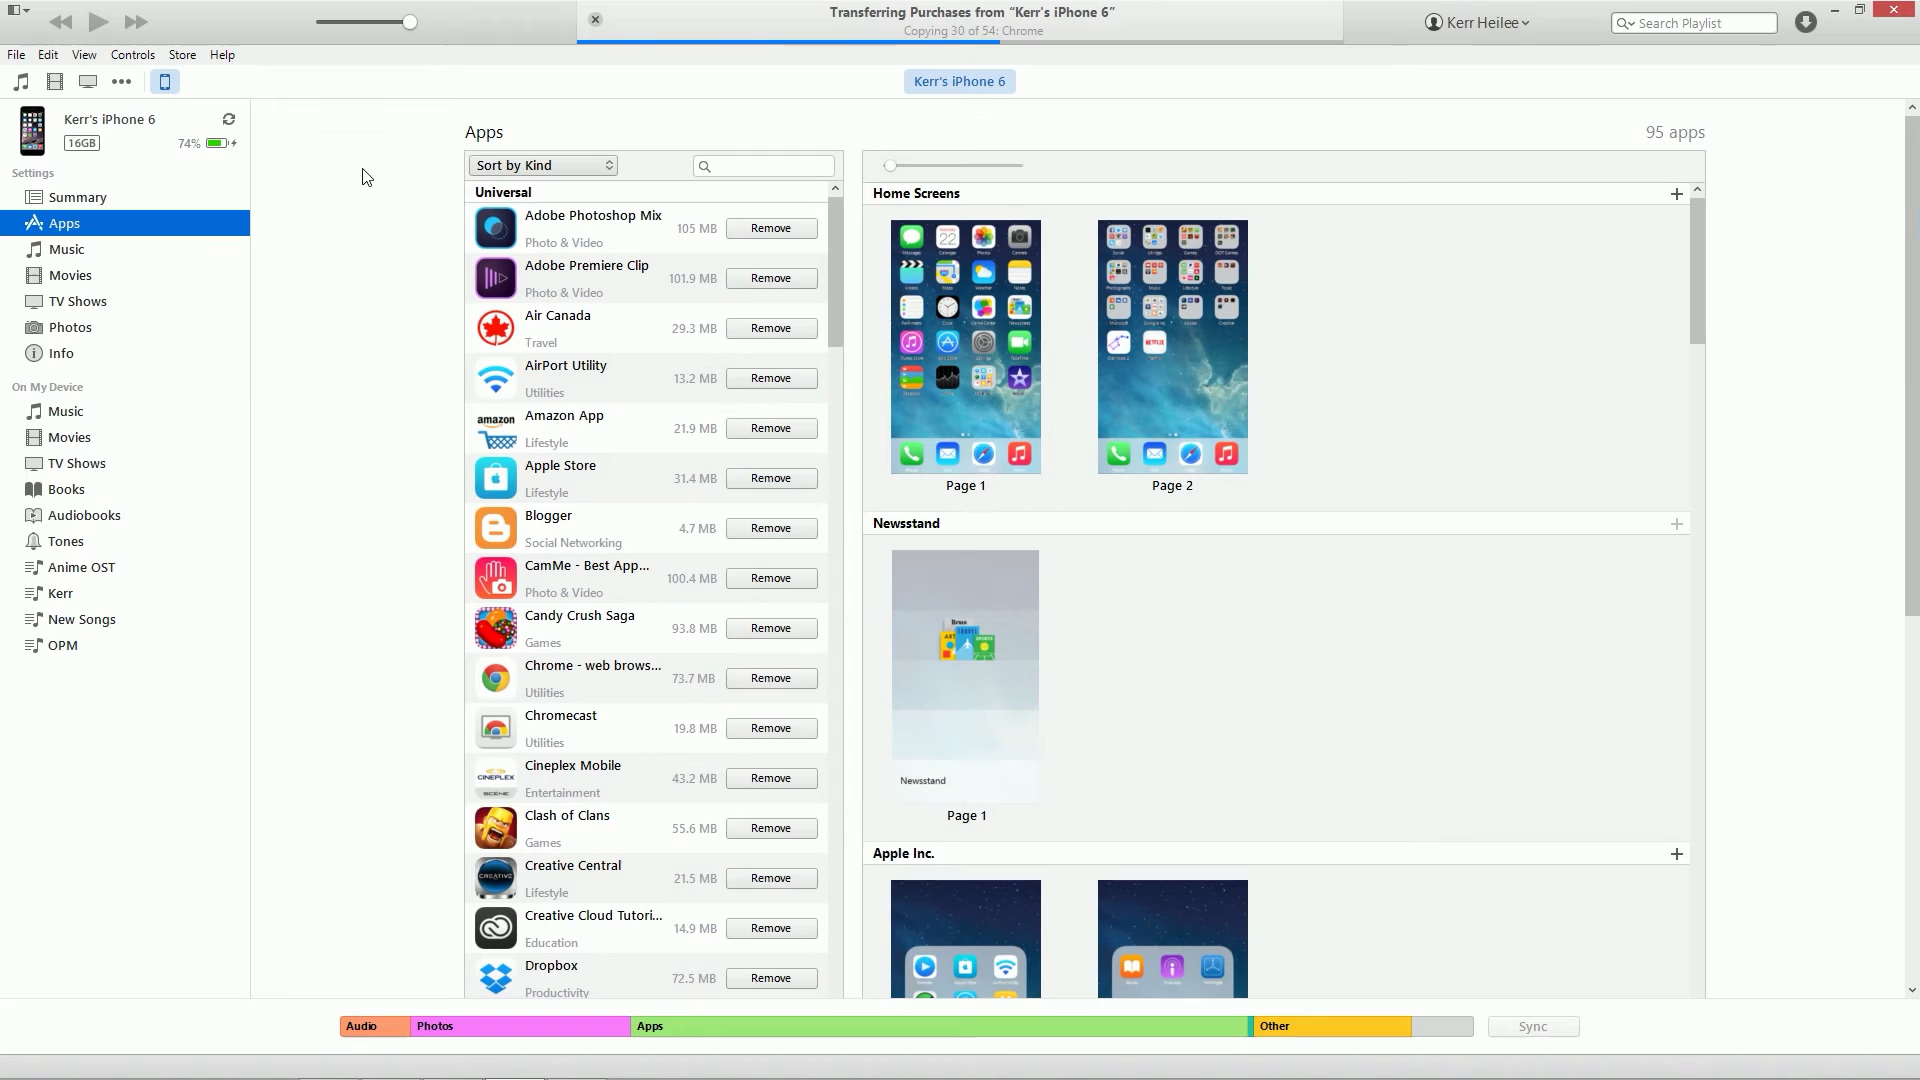 Transferring Purchases from “Kerr's iPhone 6”
Copying 30 of 54: Chrome
Kerr Heilee
Search Playlist
File Edit View Controls Store Help
Kerr's iPhone 6
Kerr's iPhone 6
16GB 74%
Settings
Summary
Apps
Music
Movies
TV Shows
Photos
Info
On My Device
Music
Movies
TV Shows
Books
Audiobooks
Tones
Anime OST
Kerr
New Songs
OPM
Apps
95 apps
Sort by Kind
Universal
Adobe Photoshop Mix
Photo & Video
105 MB
Remove
Adobe Premiere Clip
Photo & Video
101.9 MB
Remove
Air Canada
Travel
29.3 MB
Remove
AirPort Utility
Utilities
13.2 MB
Remove
amazon
Amazon App
Lifestyle
21.9 MB
Remove
Apple Store
Lifestyle
31.4 MB
Remove
Blogger
Social Networking
4.7 MB
Remove
CamMe - Best App...
Photo & Video
100.4 MB
Remove
Candy Crush Saga
Games
93.8 MB
Remove
Chrome - web brows...
Utilities
73.7 MB
Remove
Chromecast
Utilities
19.8 MB
Remove
CINEPLEX
SCENE
Cineplex Mobile
Entertainment
43.2 MB
Remove
Clash of Clans
Games
55.6 MB
Remove
CREATIVE
Creative Central
Lifestyle
21.5 MB
Remove
Creative Cloud Tutori...
Education
14.9 MB
Remove
Dropbox
Productivity
72.5 MB
Remove
Home Screens
22
NETFLIX
Page 1
Page 2
Newsstand
ART
TRAVEL
SPORTS
Newsstand
Page 1
Apple Inc.
Audio Photos Apps Other
Sync